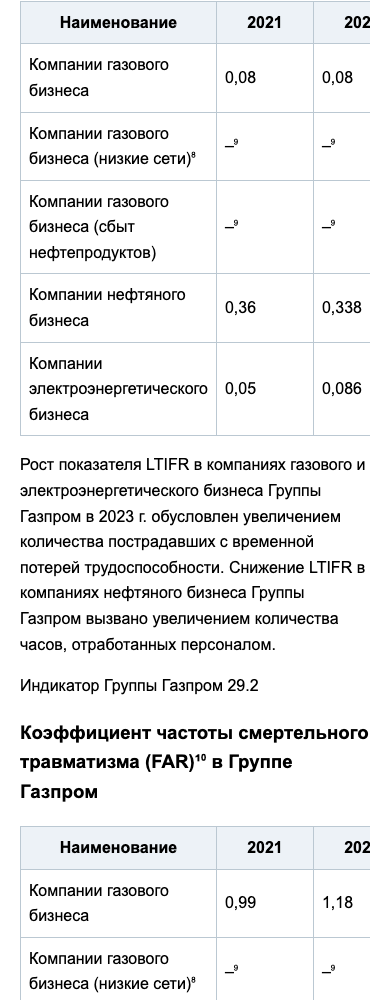 Наименование 2021 202
Компании газового
бизнеса 0,08 0,08
Компании газового
бизнеса (низкие сети)⁸ –⁹ –⁹
Компании газового
бизнеса (сбыт
нефтепродуктов) –⁹ –⁹
Компании нефтяного
бизнеса 0,36 0,338
Компании
электроэнергетического
бизнеса 0,05 0,086
Рост показателя LTIFR в компаниях газового и
электроэнергетического бизнеса Группы
Газпром в 2023 г. обусловлен увеличением
количества пострадавших с временной
потерей трудоспособности. Снижение LTIFR в
компаниях нефтяного бизнеса Группы
Газпром вызвано увеличением количества
часов, отработанных персоналом.
Индикатор Группы Газпром 29.2
Коэффициент частоты смертельного
травматизма (FAR)¹⁰ в Группе
Газпром
Наименование 2021 202
Компании газового
бизнеса 0,99 1,18
Компании газового
бизнеса (низкие сети)⁸ –⁹ –⁹